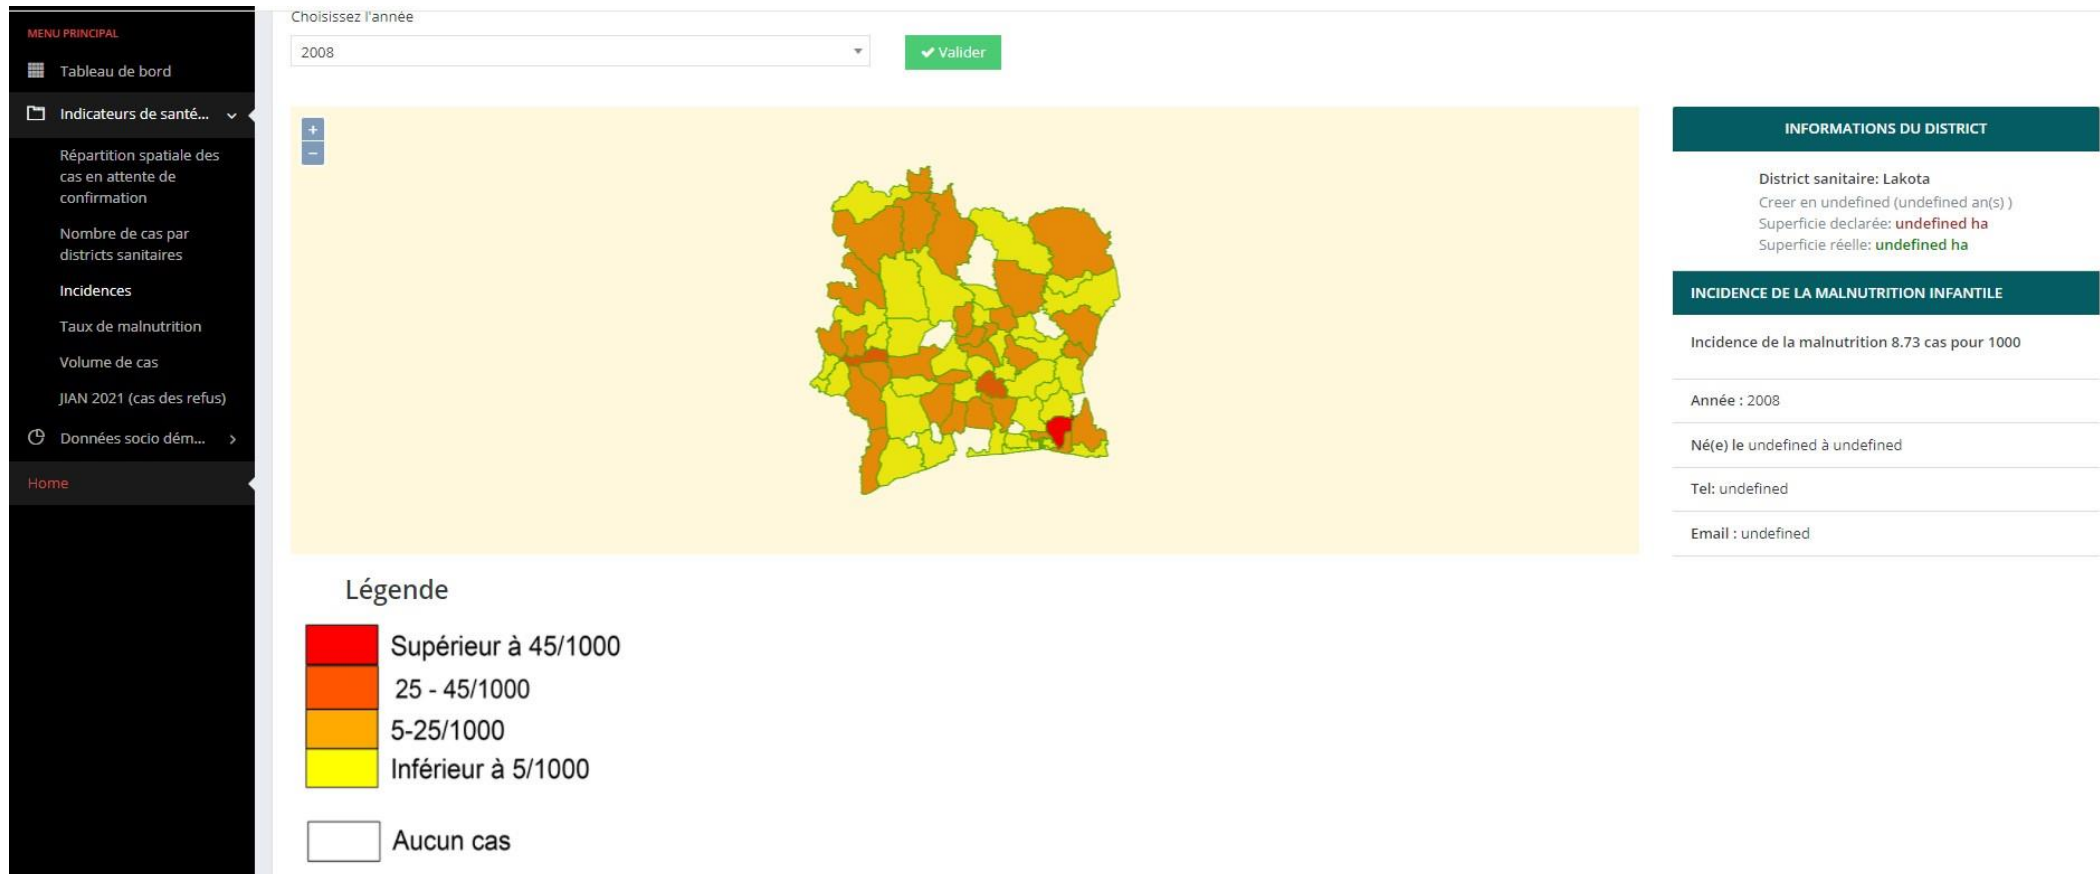 MENU PRINCIPAL
Tableau de bord
Indicateurs de santé...
Répartition spatiale des
cas en attente de
confirmation
Nombre de cas par
districts sanitaires
Incidences
Taux de malnutrition
Volume de cas
JIAN 2021 (cas des refus)
Données socio dém...
Home
Choisissez l'année
2008
Valider
+
−
INFORMATIONS DU DISTRICT
District sanitaire: Lakota
Creer en undefined (undefined an(s) )
Superficie declarée: undefined ha
Superficie réelle: undefined ha
INCIDENCE DE LA MALNUTRITION INFANTILE
Incidence de la malnutrition 8.73 cas pour 1000
Année : 2008
Né(e) le undefined à undefined
Tel: undefined
Email : undefined
Légende
Supérieur à 45/1000
25 - 45/1000
5-25/1000
Inférieur à 5/1000
Aucun cas